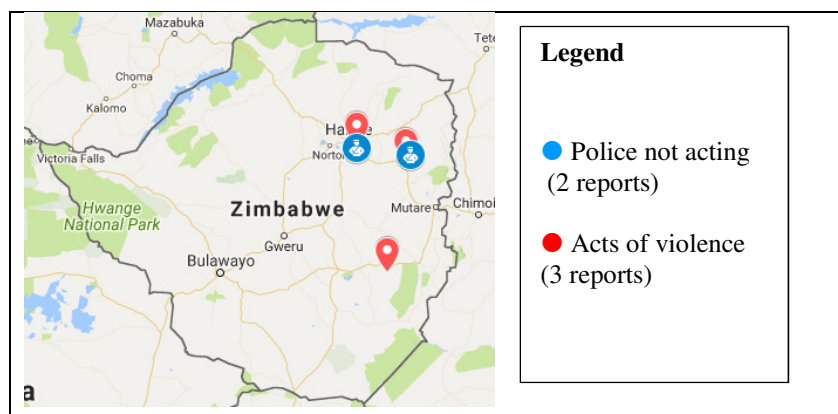 Mazabuka
Tete
Choma
Kalomo
Victoria Falls
Harare
Norton
Hwange
National Park
Zimbabwe
Mutare
Chimoi
Gweru
Bulawayo
a
Legend
Police not acting
(2 reports)
Acts of violence
(3 reports)